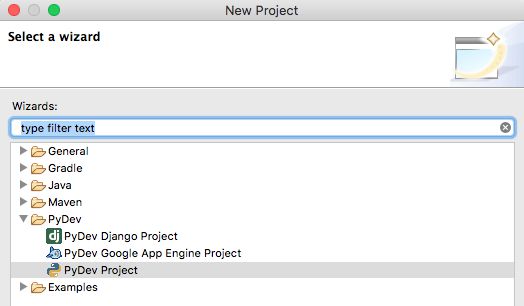 New Project
Select a wizard
Wizards:
type filter text
General
Gradle
Java
Maven
PyDev
dj PyDev Django Project
PyDev Google App Engine Project
PyDev Project
Examples